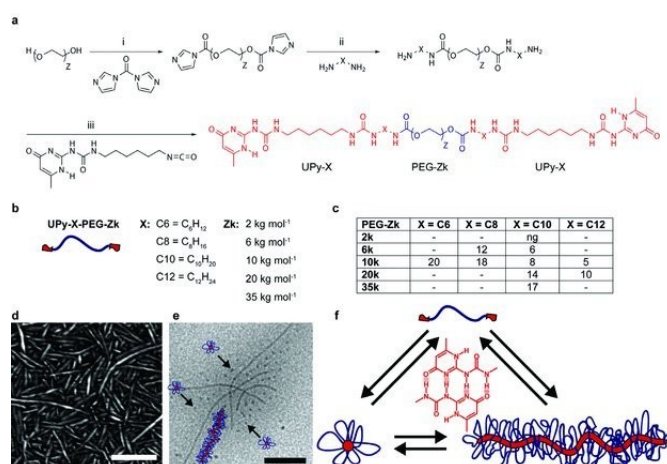 a
H O OH Z
i
ii
H₂N X NH₂
iii
UPy-X PEG-Zk UPy-X
b
UPy-X-PEG-Zk X: C6 = C₆H₁₂ Zk: 2 kg mol⁻¹
C8 = C₈H₁₆ 6 kg mol⁻¹
C10 = C₁₀H₂₀ 10 kg mol⁻¹
C12 = C₁₂H₂₄ 20 kg mol⁻¹
35 kg mol⁻¹
c
PEG-Zk X = C6 X = C8 X = C10 X = C12
2k - - ng -
6k - 12 6 -
10k 20 18 8 5
20k - - 14 10
35k - - 17 -
d
e
f